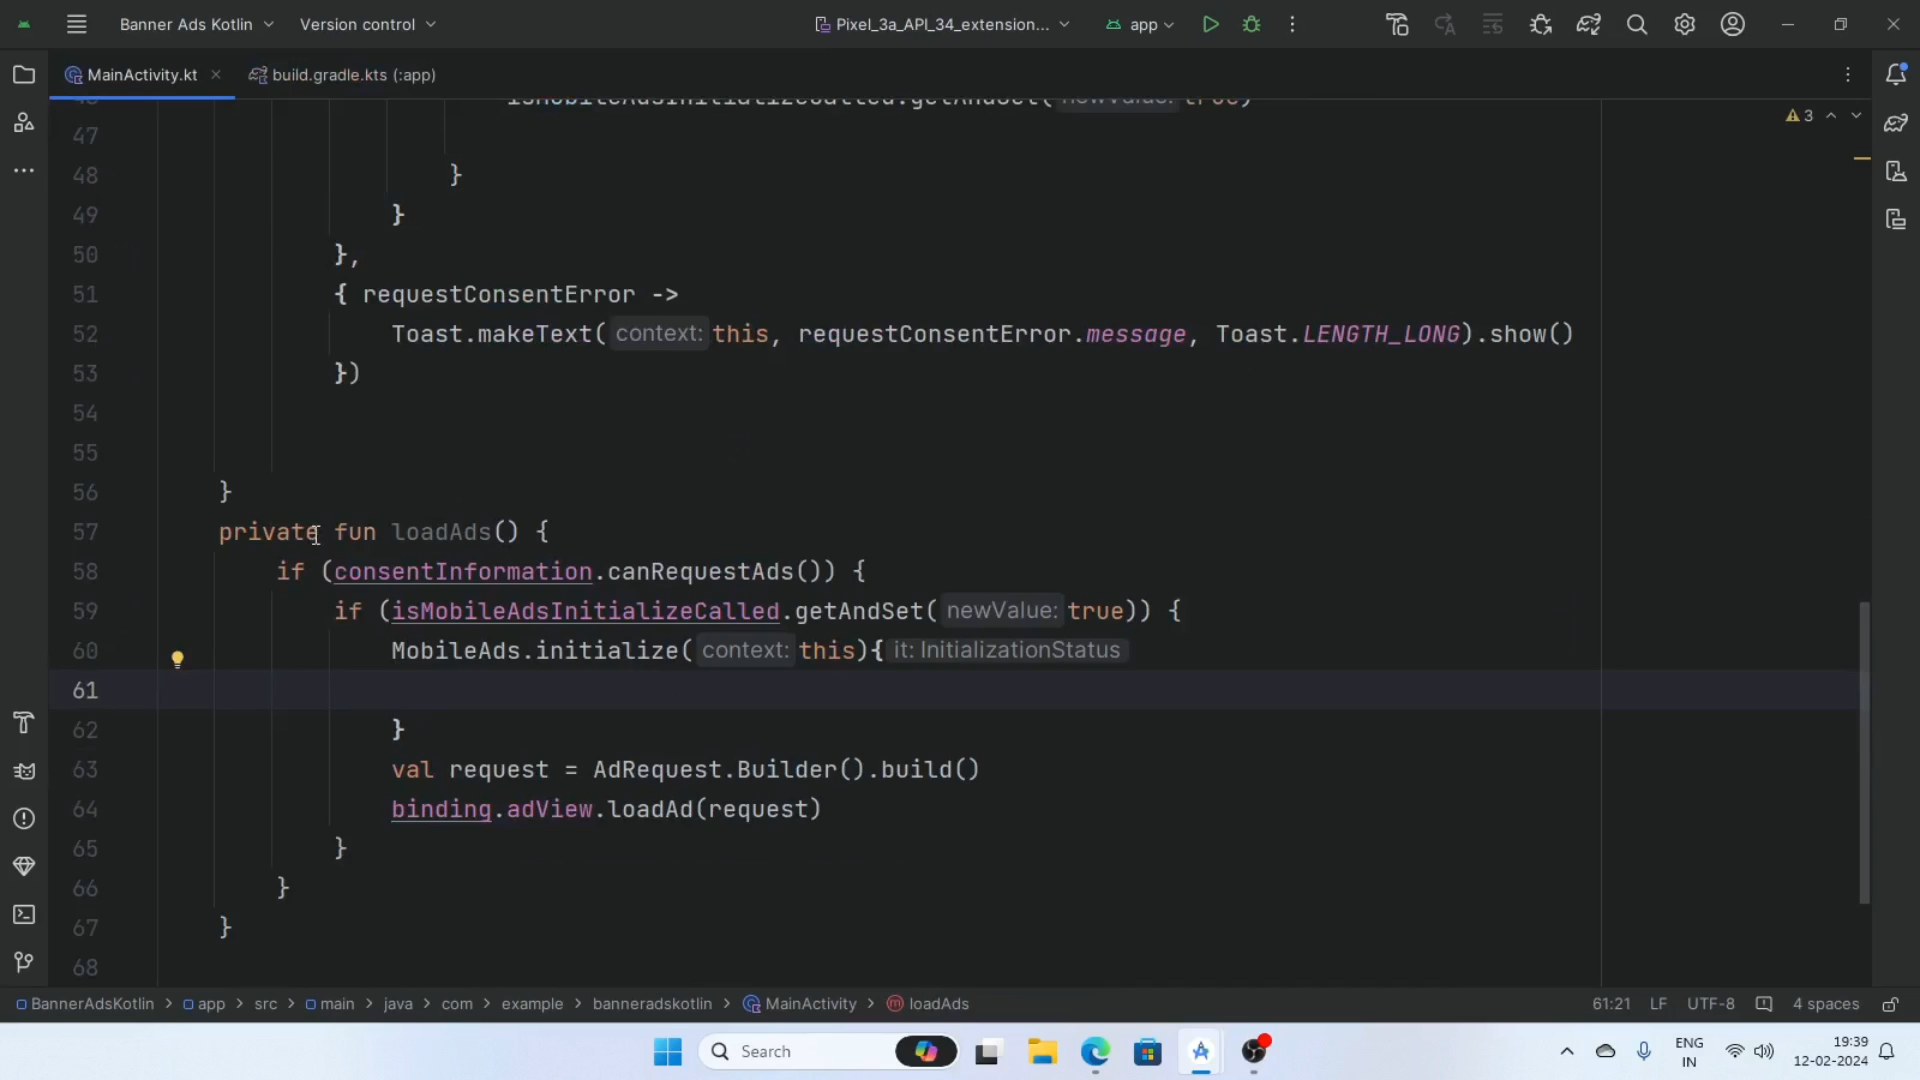 Banner Ads Kotlin Version control Pixel_3a_API_34_extension... app
MainActivity.kt build.gradle.kts (:app)
46 isMobileAdsInitializeCalled.getAndSet( newValue: true)
3
47
48 }
49 }
50 },
51 { requestConsentError ->
52 Toast.makeText( context: this, requestConsentError.message, Toast.LENGTH_LONG).show()
53 })
54
55
56 }
57 private fun loadAds() {
58 if (consentInformation.canRequestAds()) {
59 if (isMobileAdsInitializeCalled.getAndSet( newValue: true)) {
60 MobileAds.initialize( context: this){ it: InitializationStatus
61
62 }
63 val request = AdRequest.Builder().build()
64 binding.adView.loadAd(request)
65 }
66 }
67 }
68
BannerAdsKotlin > app > src > main > java > com > example > banneradskotlin > MainActivity > loadAds 61:21 LF UTF-8 4 spaces
Search ENG IN 19:39 12-02-2024